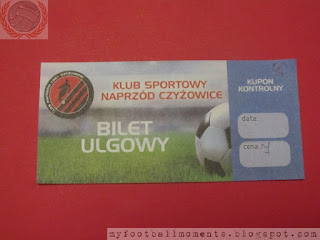 KLUB SPORTOWY
NAPRZÓD CZYŻOWICE
BILET
ULGOWY
KUPON
KONTROLNY
data:
cena:
myfootballmoments.blogspot.com